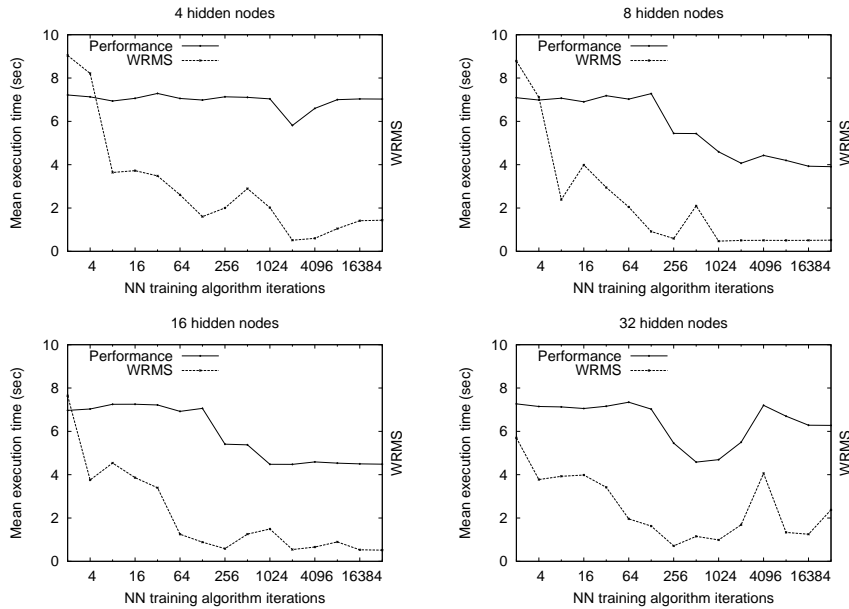 4 hidden nodes
Mean execution time (sec)
10
8
6
4
2
0
Performance
WRMS
WRMS
4 16 64 256 1024 4096 16384
NN training algorithm iterations
8 hidden nodes
Mean execution time (sec)
10
8
6
4
2
0
Performance
WRMS
WRMS
4 16 64 256 1024 4096 16384
NN training algorithm iterations
16 hidden nodes
Mean execution time (sec)
10
8
6
4
2
0
Performance
WRMS
WRMS
4 16 64 256 1024 4096 16384
NN training algorithm iterations
32 hidden nodes
Mean execution time (sec)
10
8
6
4
2
0
Performance
WRMS
WRMS
4 16 64 256 1024 4096 16384
NN training algorithm iterations